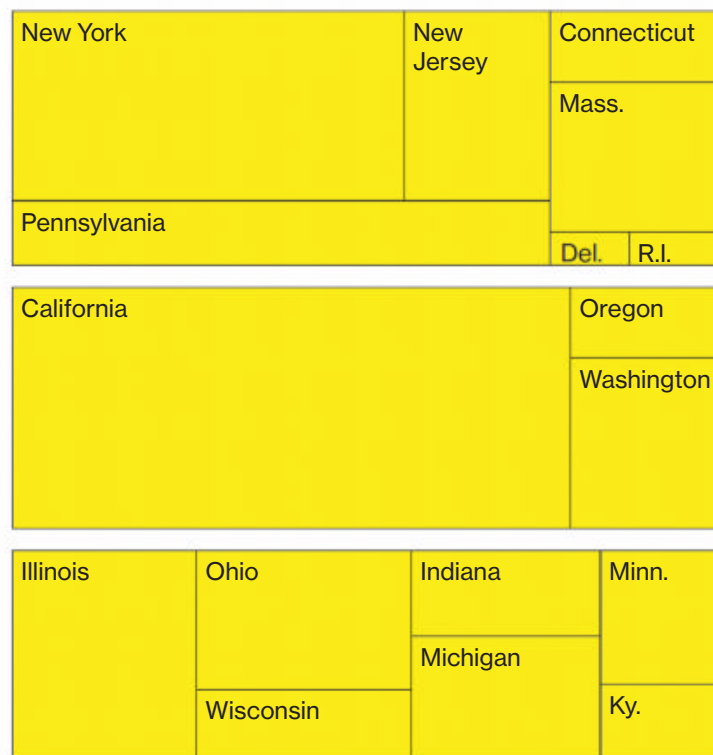 New York
New
Jersey
Connecticut
Mass.
Pennsylvania
Del.
R.I.
California
Oregon
Washington
Illinois
Ohio
Indiana
Minn.
Michigan
Wisconsin
Ky.